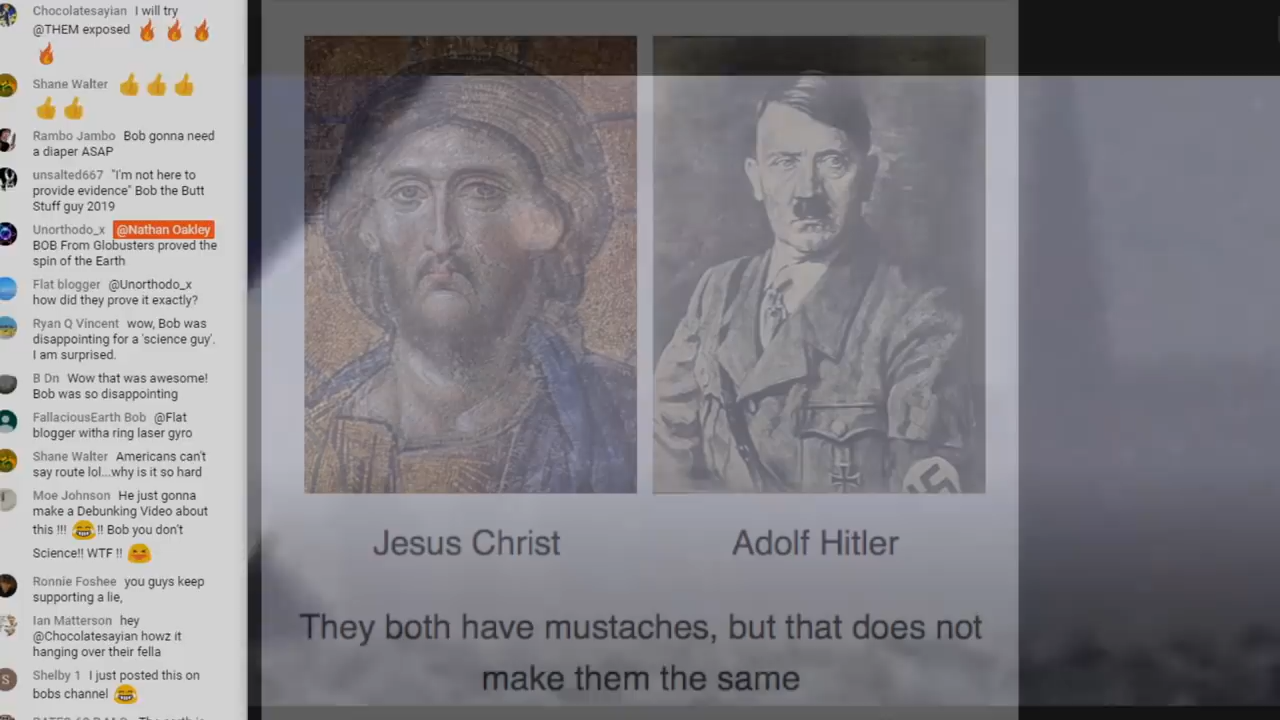 Chocolatesayian I will try
@THEM exposed 🔥 🔥 🔥
🔥
Shane Walter 👍 👍 👍
👍 👍
Rambo Jambo Bob gonna need
a diaper ASAP
unsalted667 "I'm not here to
provide evidence" Bob the Butt
Stuff guy 2019
Unorthodo_x @Nathan Oakley
BOB From Globusters proved the
spin of the Earth
Flat blogger @Unorthodo_x
how did they prove it exactly?
Ryan Q Vincent wow, Bob was
disappointing for a 'science guy'.
I am surprised.
B Dn Wow that was awesome!
Bob was so disappointing
FallaciousEarth Bob @Flat
blogger witha ring laser gyro
Shane Walter Americans can't
say route lol...why is it so hard
Moe Johnson He just gonna
make a Debunking Video about
this !!! 😂 !! Bob you don't
Science!! WTF !! 😝
Ronnie Foshee you guys keep
supporting a lie,
Ian Matterson hey
@Chocolatesayian howz it
hanging over their fella
S Shelby 1 I just posted this on
bobs channel 😂
Jesus Christ
Adolf Hitler
They both have mustaches, but that does not
make them the same